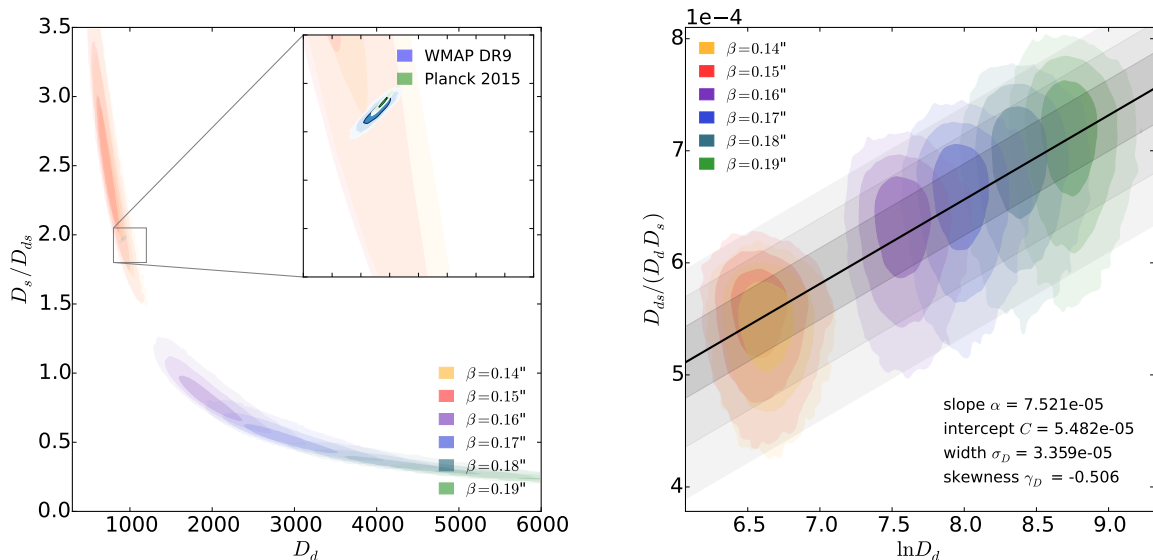 3.5
3.0
2.5
2.0
1.5
1.0
0.5
0.0
D_s/D_ds
1000
2000
3000
4000
5000
6000
D_d
WMAP DR9
Planck 2015
β=0.14"
β=0.15"
β=0.16"
β=0.17"
β=0.18"
β=0.19"
1e−4
8
7
6
5
4
D_ds/(D_d D_s)
6.5
7.0
7.5
8.0
8.5
9.0
lnD_d
β=0.14"
β=0.15"
β=0.16"
β=0.17"
β=0.18"
β=0.19"
slope α = 7.521e-05
intercept C = 5.482e-05
width σ_D = 3.359e-05
skewness γ_D = -0.506